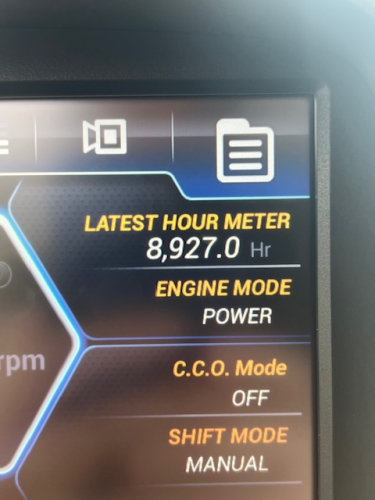 LATEST HOUR METER
8,927.0 Hr
ENGINE MODE
POWER
rpm
C.C.O. Mode
OFF
SHIFT MODE
MANUAL